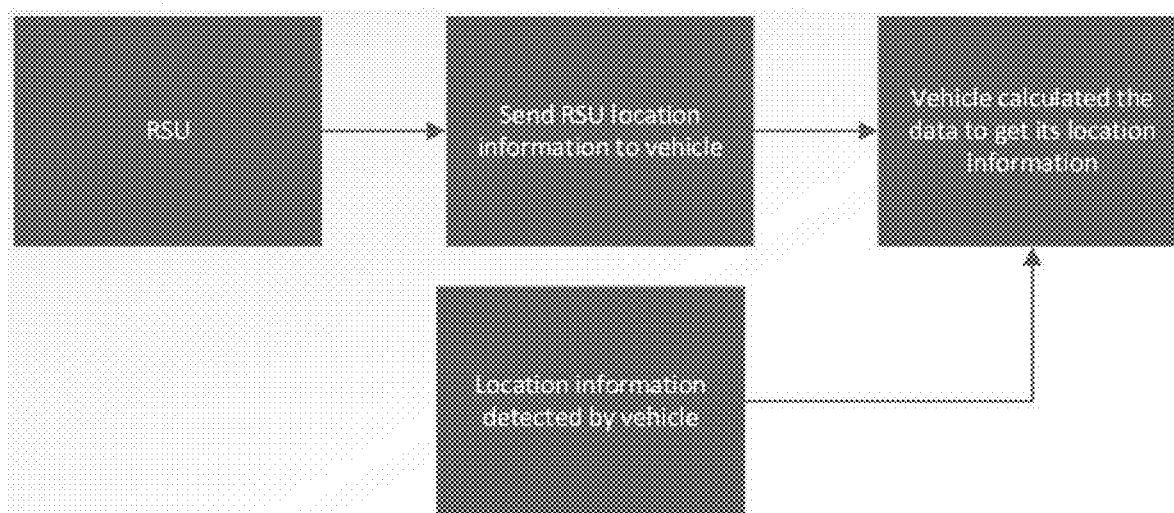 RSU
Send RSU location
information to vehicle
Vehicle calculated the
data to get its location
information
Location information
detected by vehicle